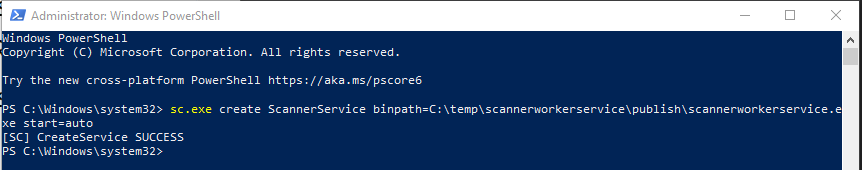 Administrator: Windows PowerShell
Windows PowerShell
Copyright (C) Microsoft Corporation. All rights reserved.
Try the new cross-platform PowerShell https://aka.ms/pscore6
PS C:\Windows\system32> sc.exe create ScannerService binpath=C:\temp\scannerworkerservice\publish\scannerworkerservice.e
xe start=auto
[SC] CreateService SUCCESS
PS C:\Windows\system32>